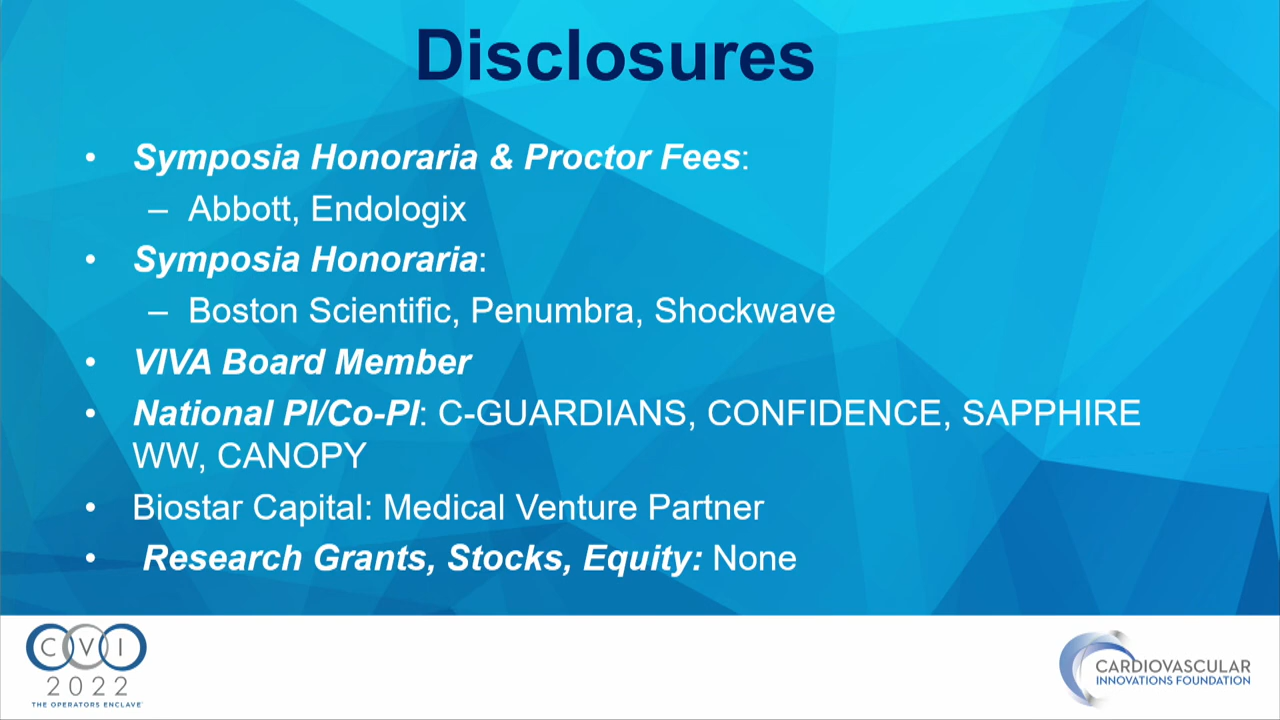 Disclosures
• Symposia Honoraria & Proctor Fees:
– Abbott, Endologix
• Symposia Honoraria:
– Boston Scientific, Penumbra, Shockwave
• VIVA Board Member
• National PI/Co-PI: C-GUARDIANS, CONFIDENCE, SAPPHIRE
WW, CANOPY
• Biostar Capital: Medical Venture Partner
• Research Grants, Stocks, Equity: None
CVI
2022
THE OPERATORS ENCLAVE
CARDIOVASCULAR
INNOVATIONS FOUNDATION